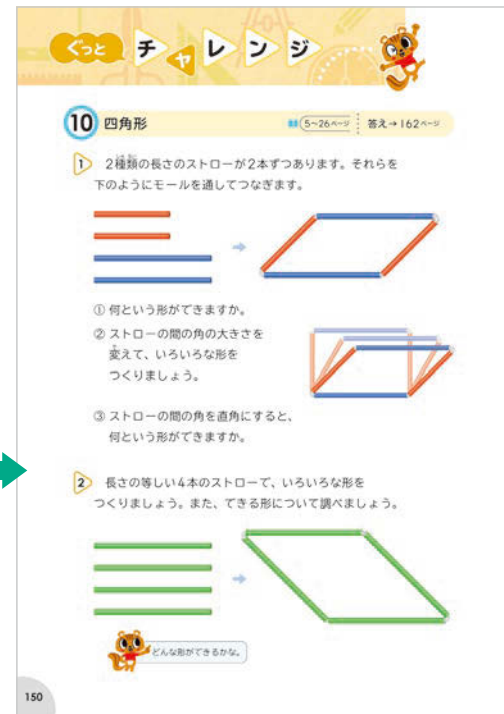 ぐっと チャレンジ
10 四角形
5~26ページ 答え→162ページ
1 2種類の長さのストローが2本ずつあります。それらを
下のようにモールを通してつなぎます。
① 何という形ができますか。
② ストローの間の角の大きさを
変えて、いろいろな形を
つくりましょう。
③ ストローの間の角を直角にすると、
何という形ができますか。
2 長さの等しい4本のストローで、いろいろな形を
つくりましょう。また、できる形について調べましょう。
どんな形ができるかな。
150